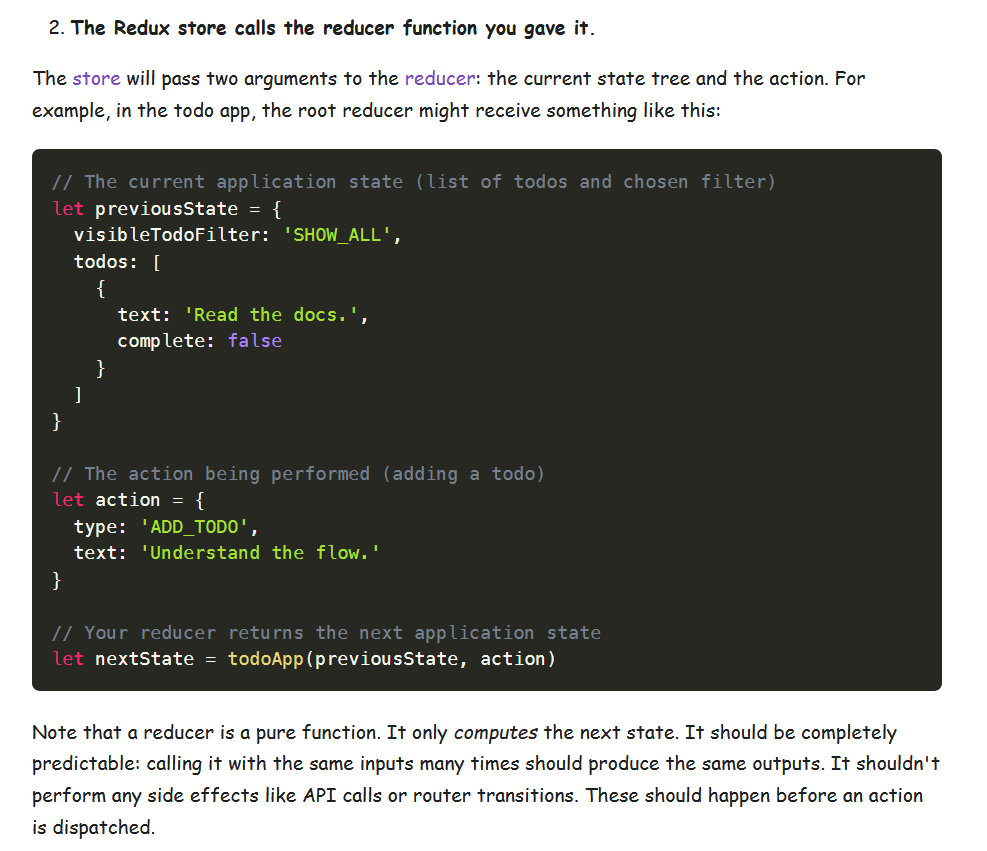 2. The Redux store calls the reducer function you gave it.
The store will pass two arguments to the reducer: the current state tree and the action. For
example, in the todo app, the root reducer might receive something like this:
// The current application state (list of todos and chosen filter)
let previousState = {
  visibleTodoFilter: 'SHOW_ALL',
  todos: [
    {
      text: 'Read the docs.',
      complete: false
    }
  ]
}
// The action being performed (adding a todo)
let action = {
  type: 'ADD_TODO',
  text: 'Understand the flow.'
}
// Your reducer returns the next application state
let nextState = todoApp(previousState, action)
Note that a reducer is a pure function. It only computes the next state. It should be completely
predictable: calling it with the same inputs many times should produce the same outputs. It shouldn't
perform any side effects like API calls or router transitions. These should happen before an action
is dispatched.